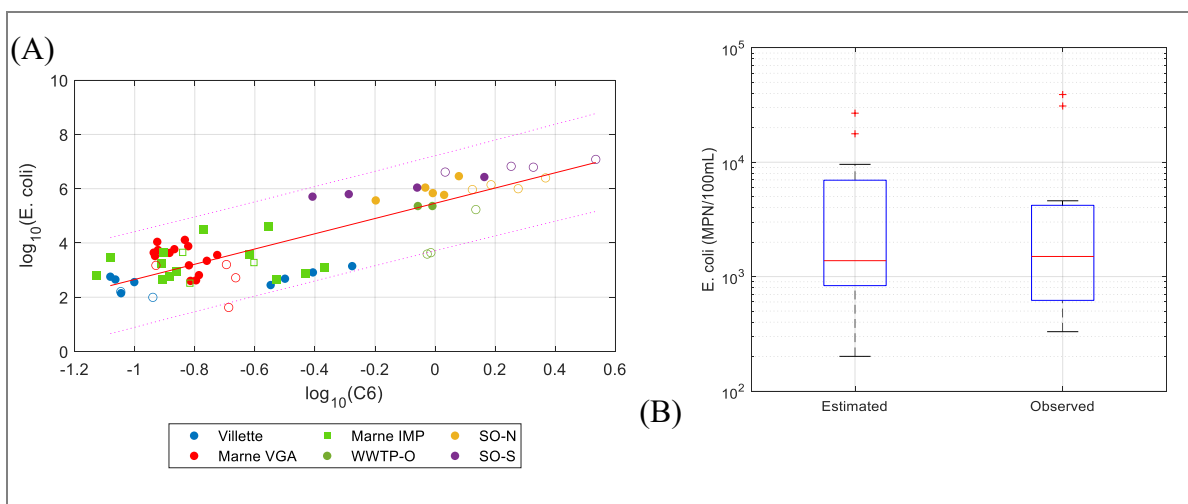 (A)
10
8
6
4
2
0
log10(E. coli)
-1.2 -1 -0.8 -0.6 -0.4 -0.2 0 0.2 0.4 0.6
log10(C6)
Villette Marne IMP SO-N
Marne VGA WWTP-O SO-S
(B)
10^5
10^4
10^3
10^2
E. coli (MPN/100mL)
Estimated Observed